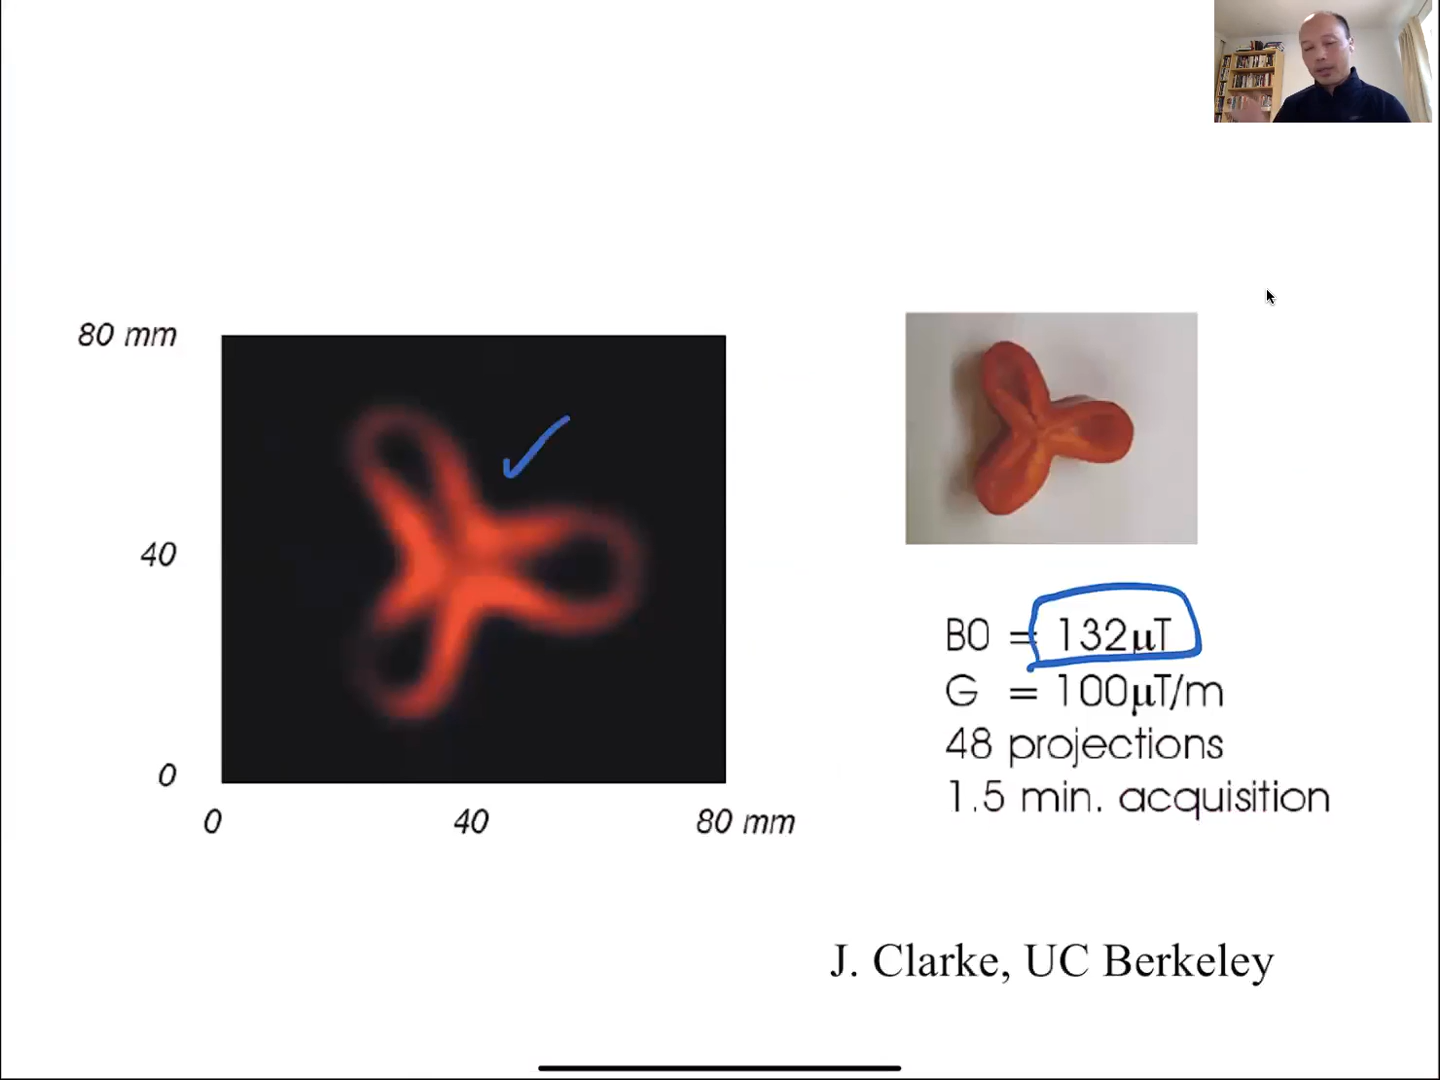 80 mm
40
0
0 40 80 mm
B0 = 132μT
G = 100μT/m
48 projections
1.5 min. acquisition
J. Clarke, UC Berkeley